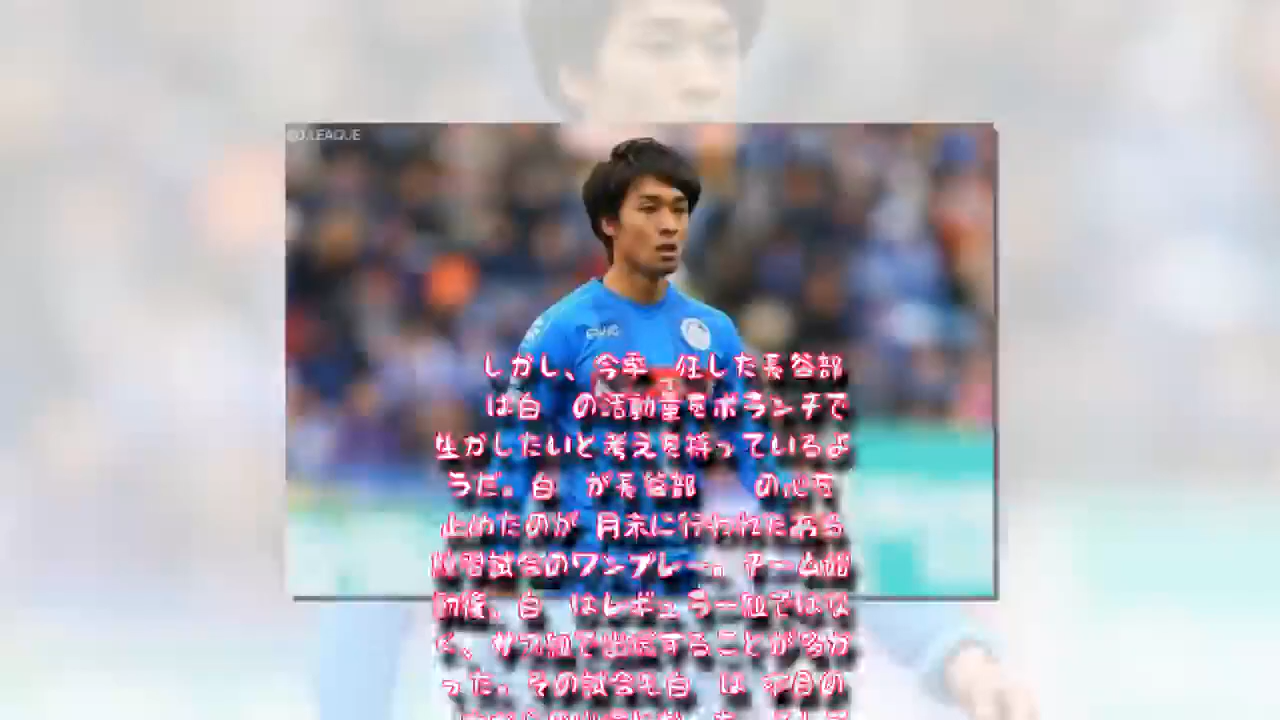 ©J.LEAGUE
しかし、今季 任した長谷部
は白 の活動量をボランチで
生かしたいと考えを持っているよ
うだ。白 が長谷部 の心を
止めたのが 月末に行われたある
練習試合のワンプレー。チーム始
動後、白 はレギュラー組ではな
く、サブ組で出場することが多か
った。その試合も白 は 本目の